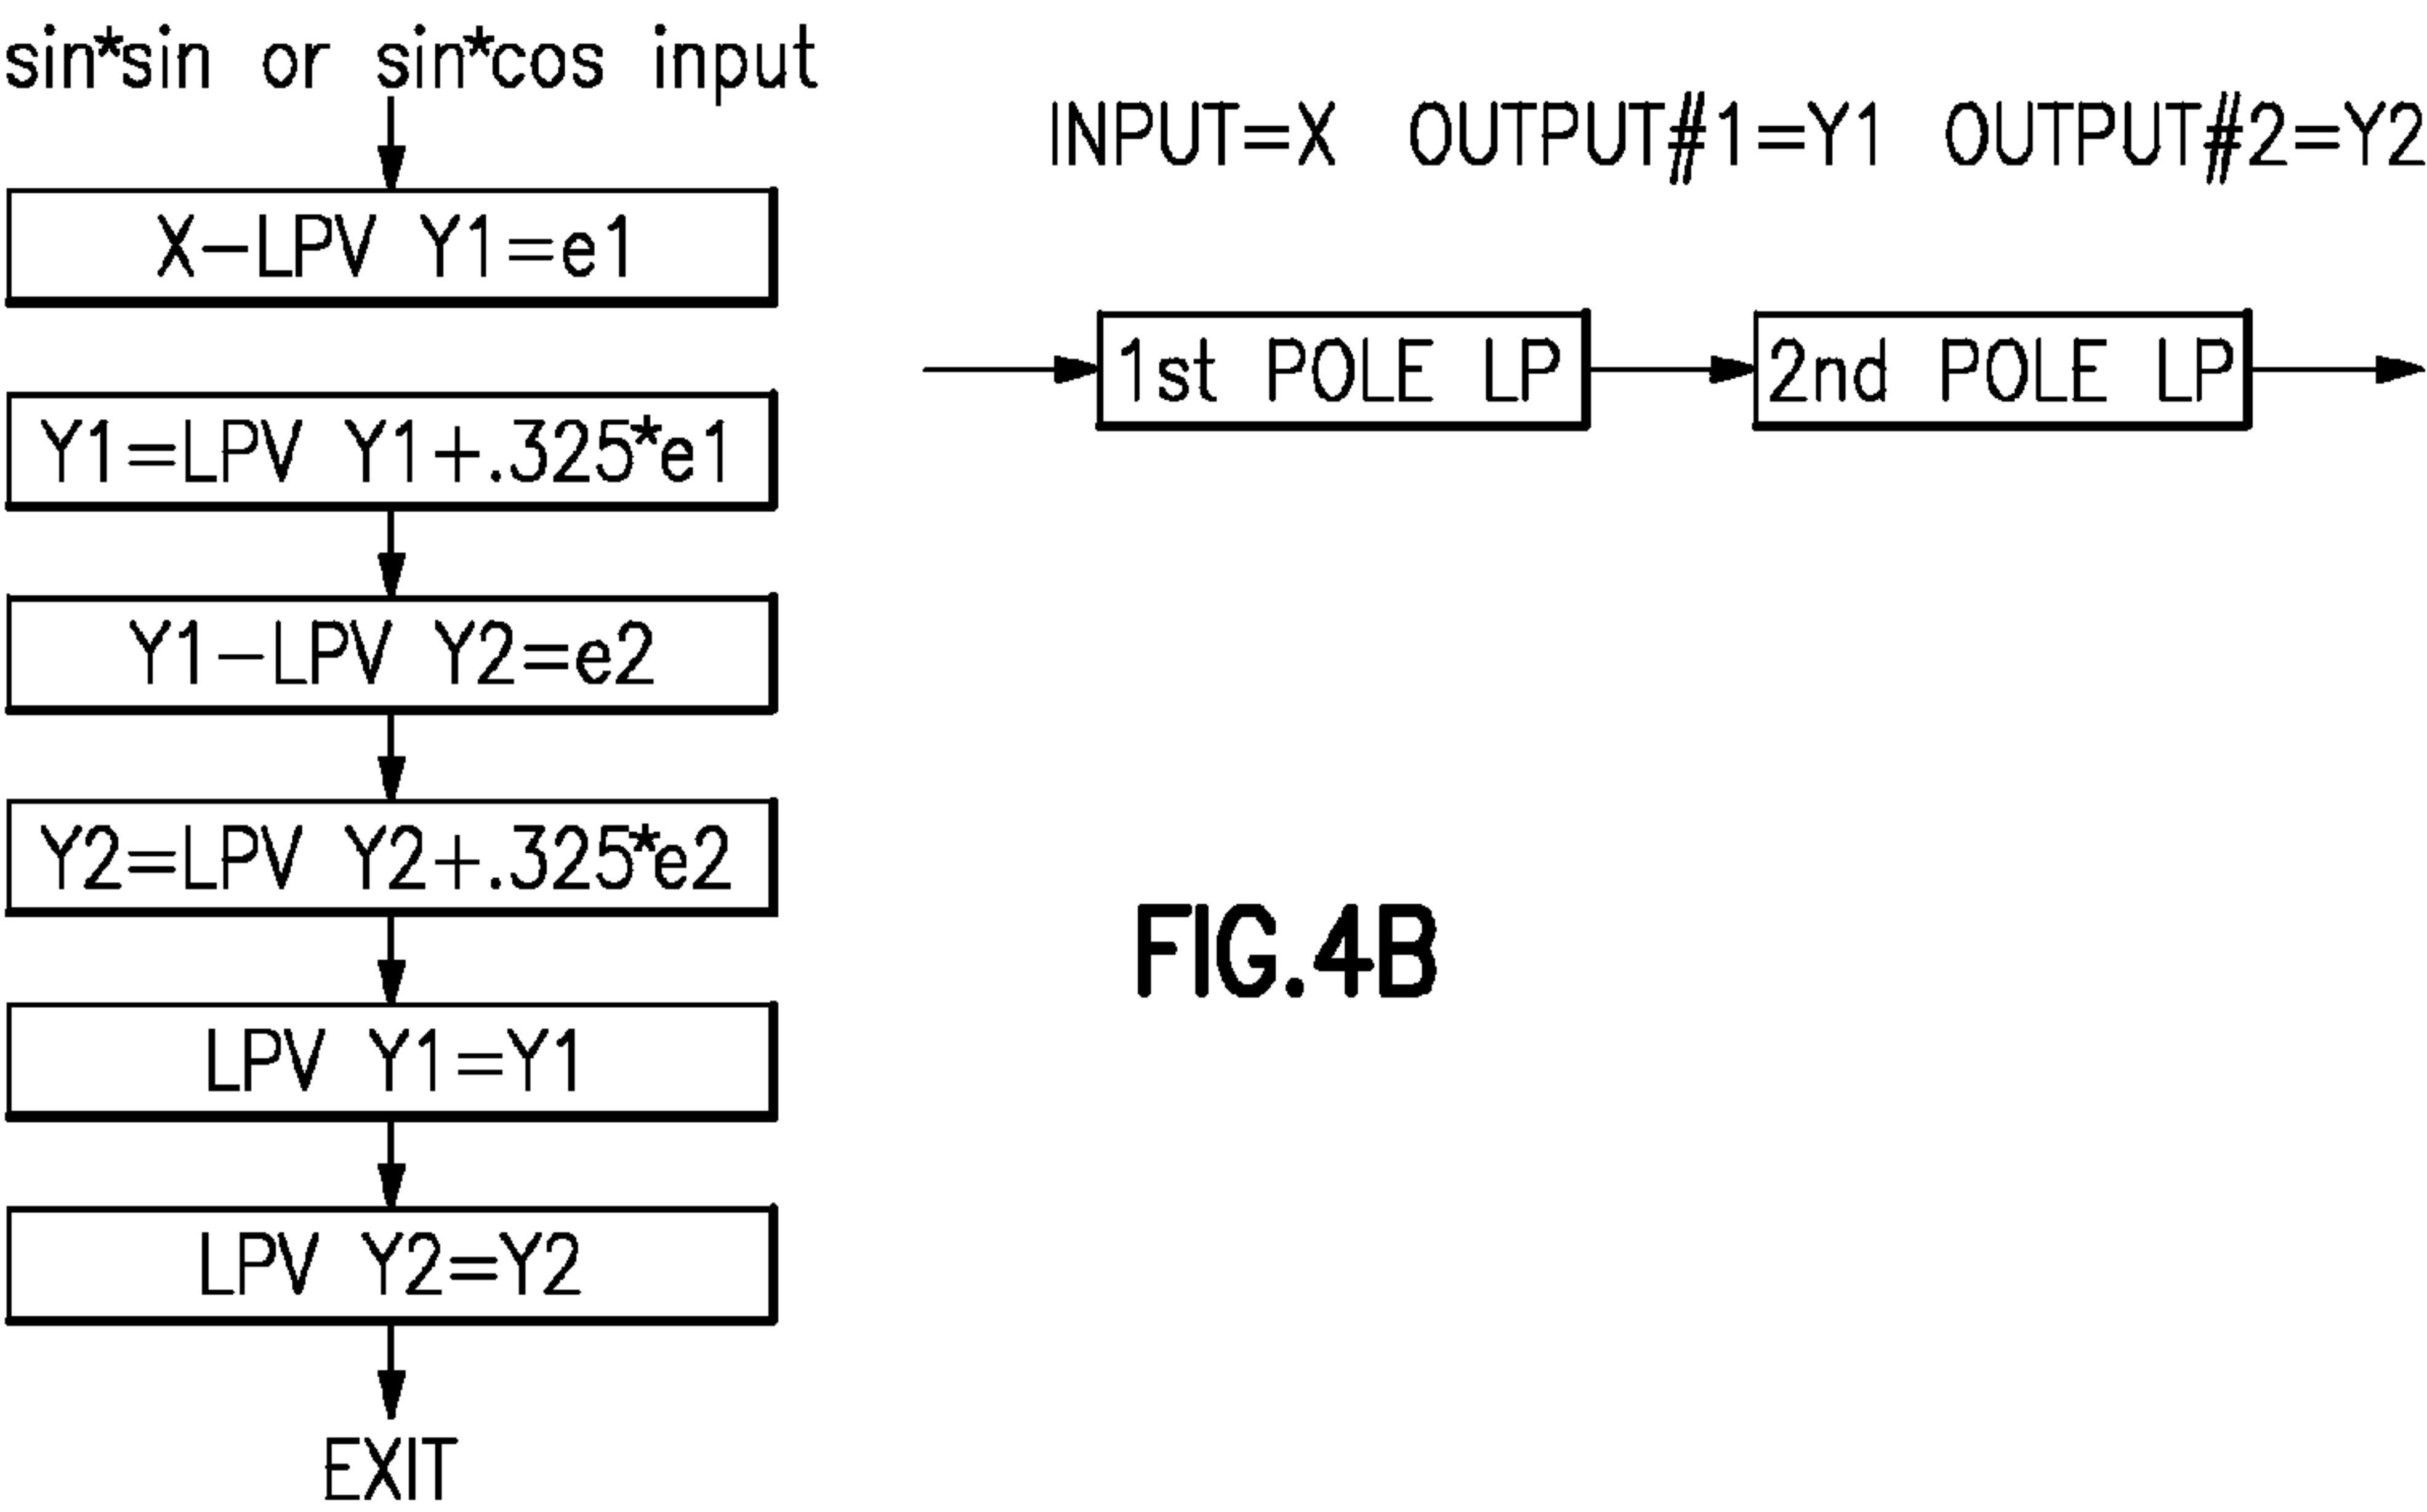 sin*sin or sin*cos input
INPUT=X OUTPUT#1=Y1 OUTPUT#2=Y2
X-LPV Y1=e1
1st POLE LP
2nd POLE LP
Y1=LPV Y1+.325*e1
Y1-LPV Y2=e2
Y2=LPV Y2+.325*e2
LPV Y1=Y1
LPV Y2=Y2
EXIT
FIG.4B